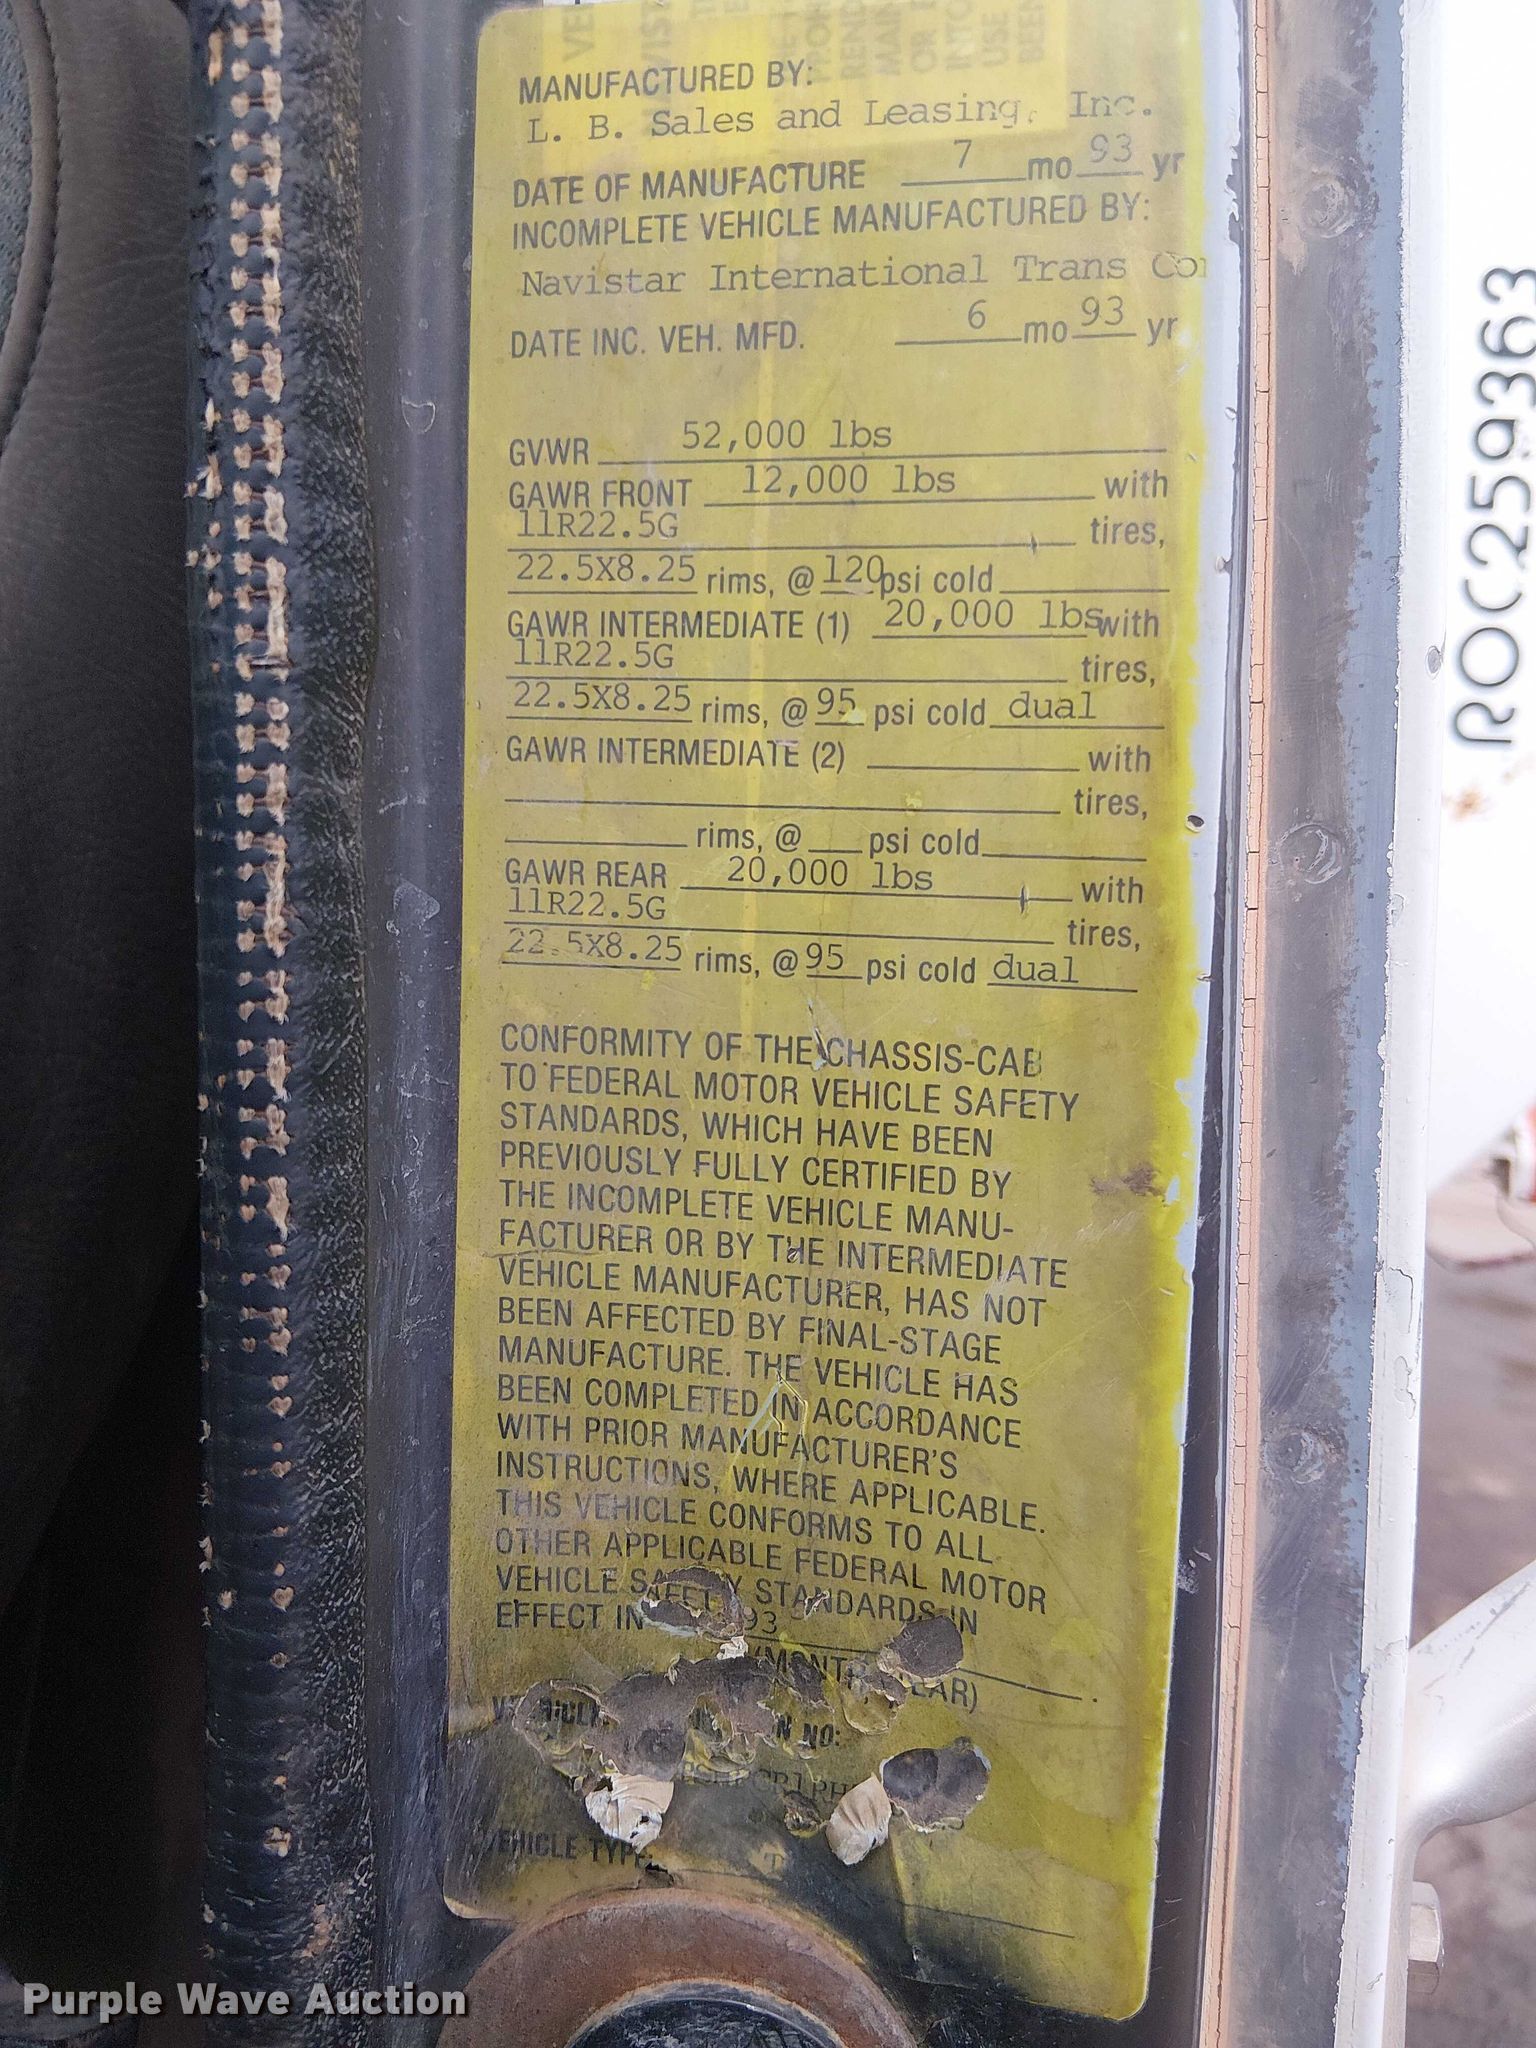 MANUFACTURED BY:
L. B. Sales and Leasing, Inc.
DATE OF MANUFACTURE 7 mo 93 yr
INCOMPLETE VEHICLE MANUFACTURED BY:
Navistar International Trans
DATE INC. VEH. MFD. 6 mo 93 yr
GVWR 52,000 lbs
GAWR FRONT 12,000 lbs with
11R22.5G tires,
22.5X8.25 rims, @ 120 psi cold
GAWR INTERMEDIATE (1) 20,000 lbs with
11R22.5G tires,
22.5X8.25 rims, @ 95 psi cold dual
GAWR INTERMEDIATE (2) with
tires,
rims, @ psi cold
GAWR REAR 20,000 lbs with
11R22.5G tires,
22.5X8.25 rims, @ 95 psi cold dual
CONFORMITY OF THE CHASSIS-CAB
TO FEDERAL MOTOR VEHICLE SAFETY
STANDARDS, WHICH HAVE BEEN
PREVIOUSLY FULLY CERTIFIED BY
THE INCOMPLETE VEHICLE MANU-
FACTURER OR BY THE INTERMEDIATE
VEHICLE MANUFACTURER, HAS NOT
BEEN AFFECTED BY FINAL-STAGE
MANUFACTURE. THE VEHICLE HAS
BEEN COMPLETED IN ACCORDANCE
WITH PRIOR MANUFACTURER'S
INSTRUCTIONS, WHERE APPLICABLE.
THIS VEHICLE CONFORMS TO ALL
OTHER APPLICABLE FEDERAL MOTOR
VEHICLE SAFETY STANDARDS IN
EFFECT IN 93
(MONTH, YEAR)
NO:
VEHICLE TYPE
ROC259363
Purple Wave Auction